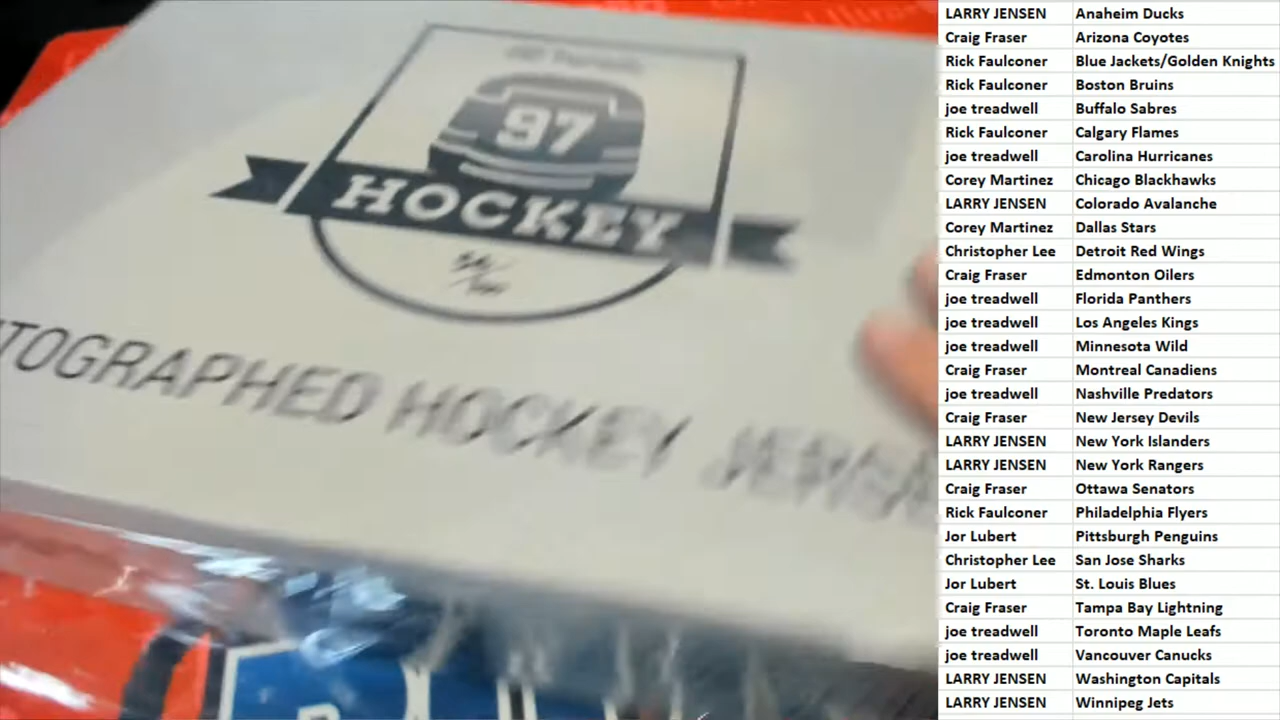 97
HOCKEY
TOGRAPHED HOCKEY JERSE
LARRY JENSEN Anaheim Ducks
Craig Fraser Arizona Coyotes
Rick Faulconer Blue Jackets/Golden Knights
Rick Faulconer Boston Bruins
joe treadwell Buffalo Sabres
Rick Faulconer Calgary Flames
joe treadwell Carolina Hurricanes
Corey Martinez Chicago Blackhawks
LARRY JENSEN Colorado Avalanche
Corey Martinez Dallas Stars
Christopher Lee Detroit Red Wings
Craig Fraser Edmonton Oilers
joe treadwell Florida Panthers
joe treadwell Los Angeles Kings
joe treadwell Minnesota Wild
Craig Fraser Montreal Canadiens
joe treadwell Nashville Predators
Craig Fraser New Jersey Devils
LARRY JENSEN New York Islanders
LARRY JENSEN New York Rangers
Craig Fraser Ottawa Senators
Rick Faulconer Philadelphia Flyers
Jor Lubert Pittsburgh Penguins
Christopher Lee San Jose Sharks
Jor Lubert St. Louis Blues
Craig Fraser Tampa Bay Lightning
joe treadwell Toronto Maple Leafs
joe treadwell Vancouver Canucks
LARRY JENSEN Washington Capitals
LARRY JENSEN Winnipeg Jets